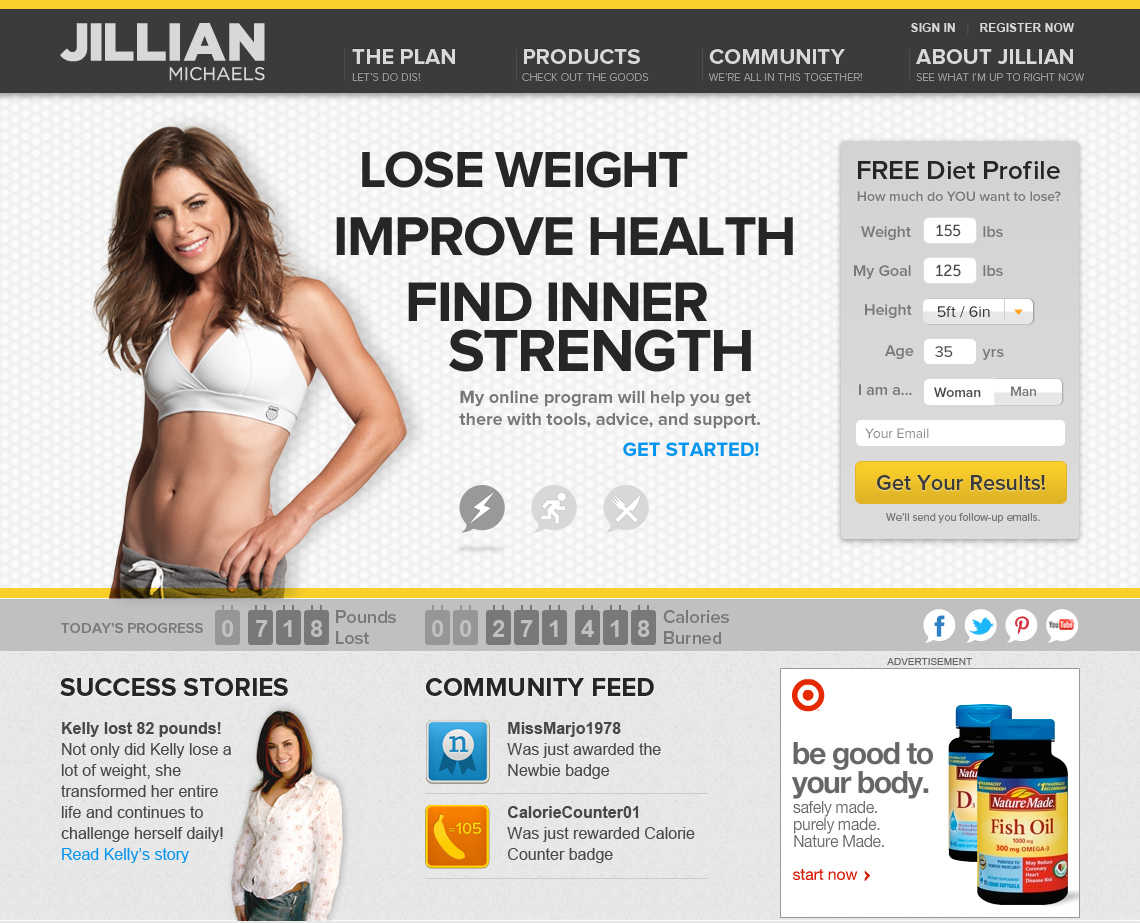 JILLIAN
MICHAELS
SIGN IN | REGISTER NOW
THE PLAN
LET'S DO DIS!
PRODUCTS
CHECK OUT THE GOODS
COMMUNITY
WE'RE ALL IN THIS TOGETHER!
ABOUT JILLIAN
SEE WHAT I'M UP TO RIGHT NOW
LOSE WEIGHT
IMPROVE HEALTH
FIND INNER
STRENGTH
My online program will help you get
there with tools, advice, and support.
GET STARTED!
FREE Diet Profile
How much do YOU want to lose?
Weight 155 lbs
My Goal 125 lbs
Height 5ft / 6in
Age 35 yrs
I am a... Woman Man
Your Email
Get Your Results!
We'll send you follow-up emails.
TODAY'S PROGRESS
0 7 1 8
Pounds
Lost
0 0 2 7 1 4 1 8
Calories
Burned
You Tube
SUCCESS STORIES
Kelly lost 82 pounds!
Not only did Kelly lose a
lot of weight, she
transformed her entire
life and continues to
challenge herself daily!
Read Kelly's story
COMMUNITY FEED
n
MissMarjo1978
Was just awarded the
Newbie badge
=105
CalorieCounter01
Was just rewarded Calorie
Counter badge
ADVERTISEMENT
be good to
your body.
safely made.
purely made.
Nature Made.
start now
Natu
D3
Nature Made
Fish Oil
1000 mg
300 mg OMEGA-3
May Reduce
Coronary
Heart
Disease Risk